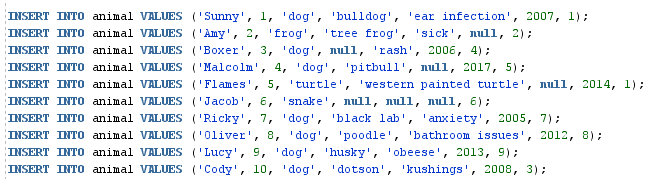 INSERT INTO animal VALUES ('Sunny', 1, 'dog', 'bulldog', 'ear infection', 2007, 1);
INSERT INTO animal VALUES ('Amy', 2, 'frog', 'tree frog', 'sick', null, 2);
INSERT INTO animal VALUES ('Boxer', 3, 'dog', null, 'rash', 2006, 4);
INSERT INTO animal VALUES ('Malcolm', 4, 'dog', 'pitbull', null, 2017, 5);
INSERT INTO animal VALUES ('Flames', 5, 'turtle', 'western painted turtle', null, 2014, 1);
INSERT INTO animal VALUES ('Jacob', 6, 'snake', null, null, null, 6);
INSERT INTO animal VALUES ('Ricky', 7, 'dog', 'black lab', 'anxiety', 2005, 7);
INSERT INTO animal VALUES ('Oliver', 8, 'dog', 'poodle', 'bathroom issues', 2012, 8);
INSERT INTO animal VALUES ('Lucy', 9, 'dog', 'husky', 'obeese', 2013, 9);
INSERT INTO animal VALUES ('Cody', 10, 'dog', 'dotson', 'kushings', 2008, 3);